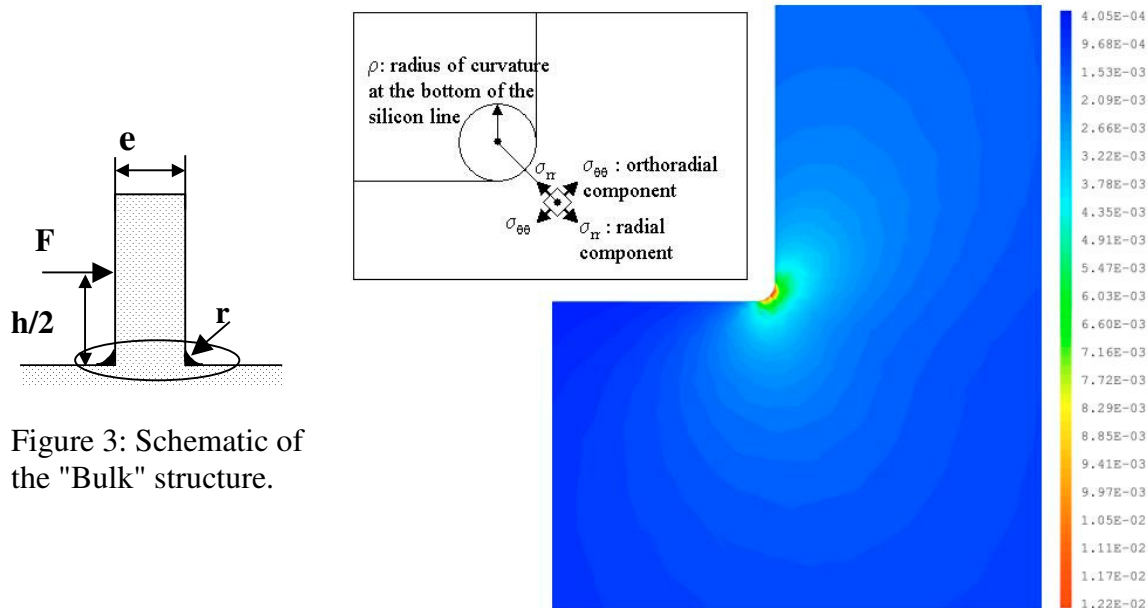 e
F
h/2
r
Figure 3: Schematic of
the "Bulk" structure.
ρ: radius of curvature
at the bottom of the
silicon line
σrr
σθθ : orthoradial
component
σθθ
σrr : radial
component
4.05E-04
9.68E-04
1.53E-03
2.09E-03
2.66E-03
3.22E-03
3.78E-03
4.35E-03
4.91E-03
5.47E-03
6.03E-03
6.60E-03
7.16E-03
7.72E-03
8.29E-03
8.85E-03
9.41E-03
9.97E-03
1.05E-02
1.11E-02
1.17E-02
1.22E-02